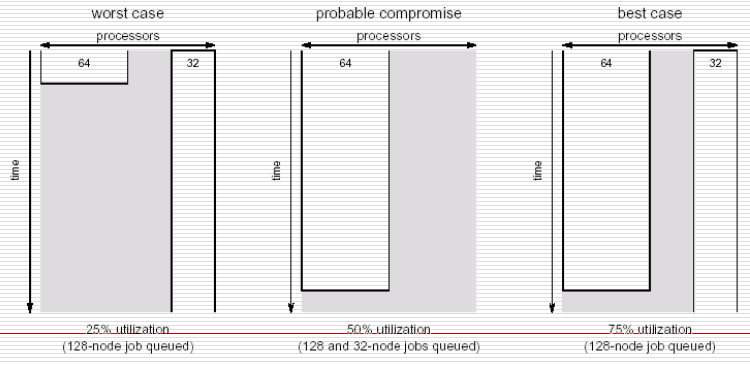 worst case
processors
64
32
time
25% utilization
(128-node job queued)
probable compromise
processors
64
time
50% utilization
(128 and 32-node jobs queued)
best case
processors
64
32
time
75% utilization
(128-node job queued)